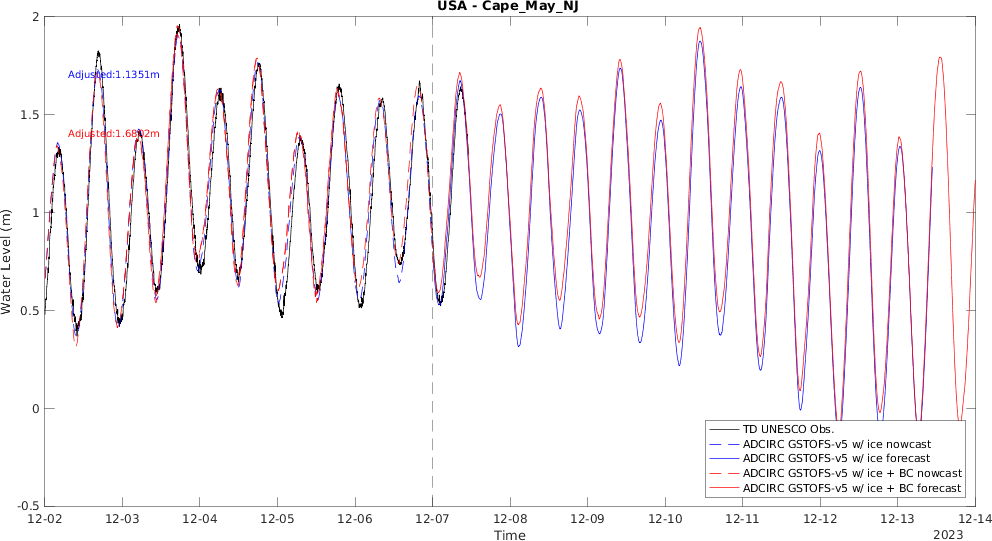 USA - Cape_May_NJ
2
1.5
1
0.5
0
-0.5
Water Level (m)
Adjusted:1.1351m
Adjusted:1.6802m
TD UNESCO Obs.
ADCIRC GSTOFS-v5 w/ ice nowcast
ADCIRC GSTOFS-v5 w/ ice forecast
ADCIRC GSTOFS-v5 w/ ice + BC nowcast
ADCIRC GSTOFS-v5 w/ ice + BC forecast
12-02 12-03 12-04 12-05 12-06 12-07 12-08 12-09 12-10 12-11 12-12 12-13 12-14
Time
2023